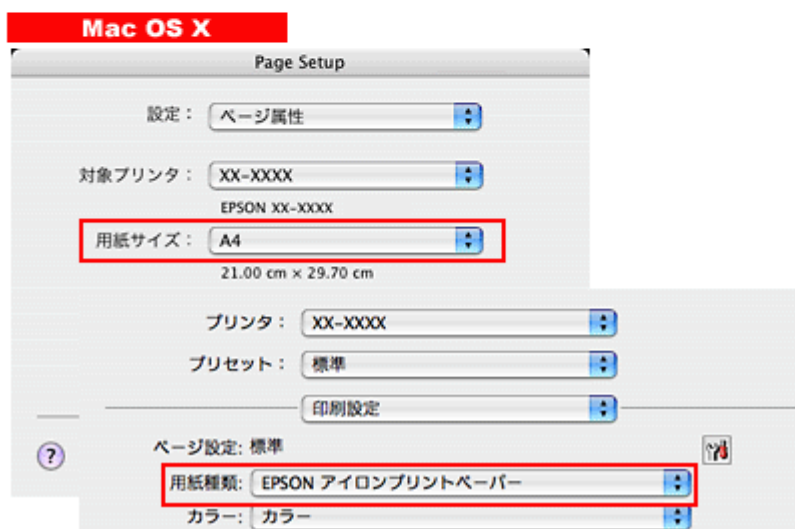 Mac OS X
Page Setup
設定： ページ属性
対象プリンタ： XX-XXXX
EPSON XX-XXXX
用紙サイズ： A4
21.00 cm × 29.70 cm
プリンタ： XX-XXXX
プリセット： 標準
印刷設定
?
ページ設定: 標準
用紙種類: EPSON アイロンプリントペーパー
カラー: カラー